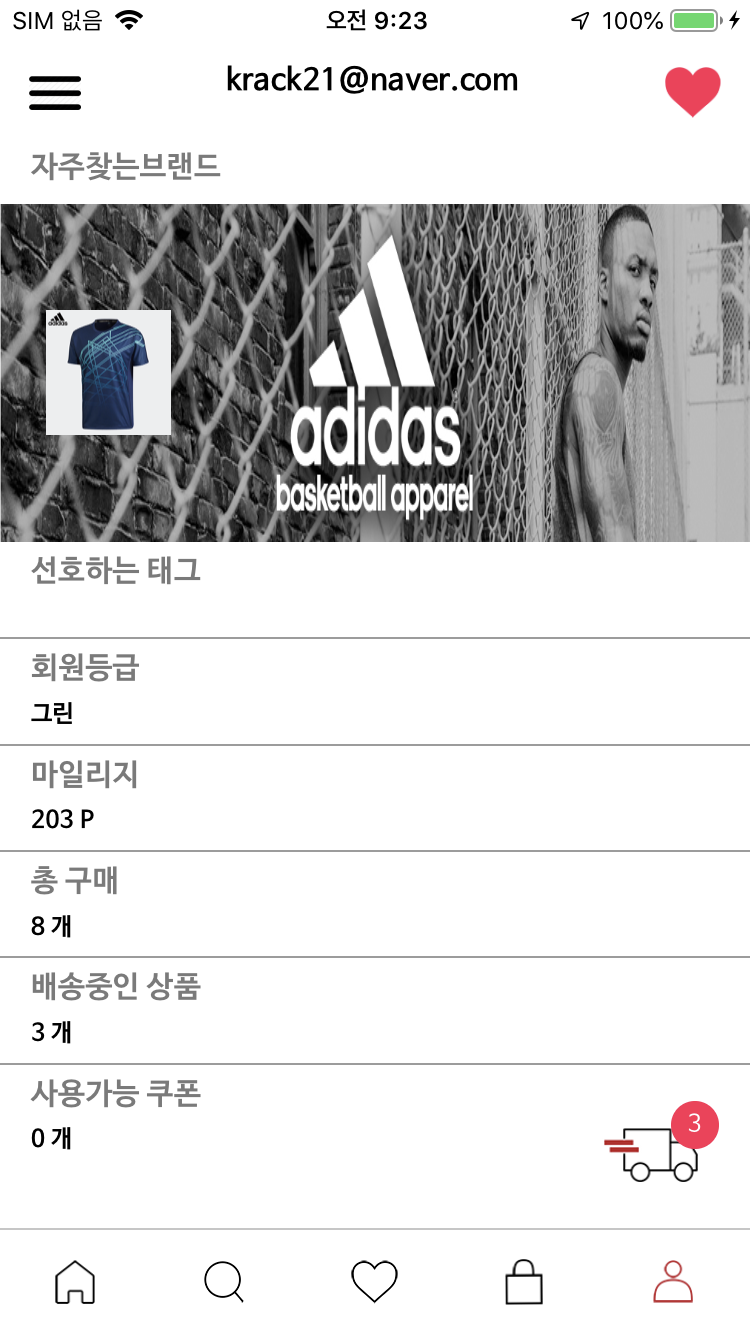 SIM 없음 오전 9:23 100%
krack21@naver.com
자주찾는브랜드
adidas
adidas
basketball apparel
선호하는 태그
회원등급
그린
마일리지
203 P
총 구매
8 개
배송중인 상품
3 개
사용가능 쿠폰
0 개
3